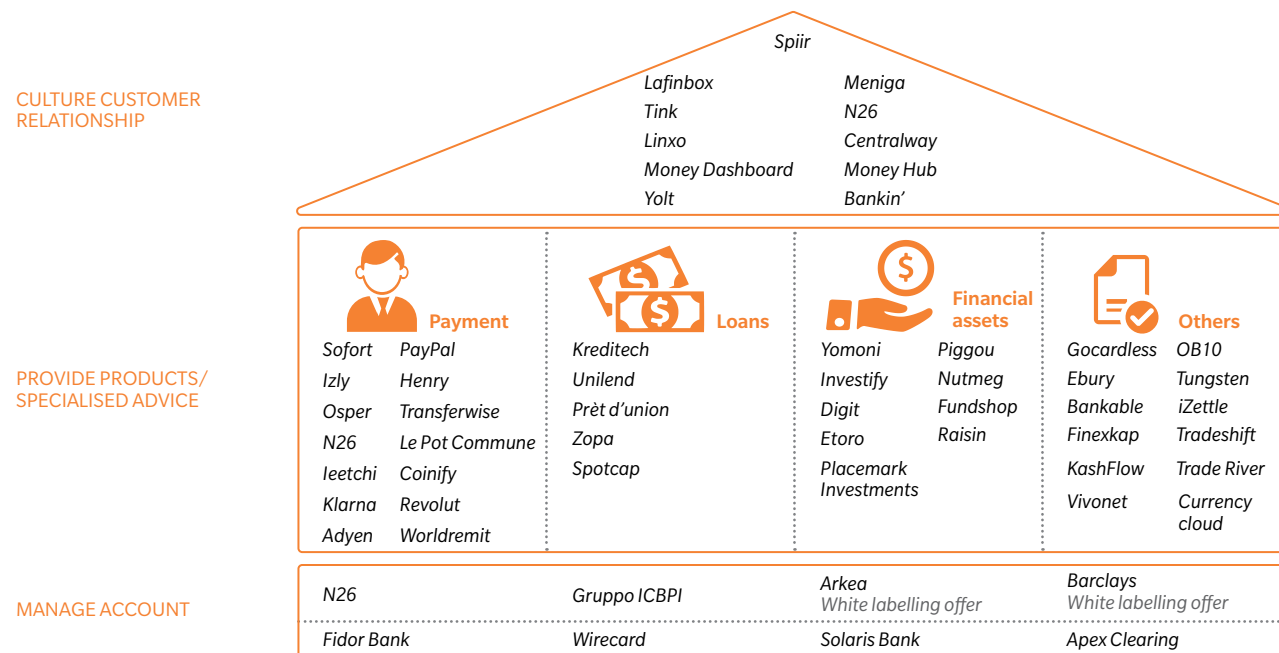 CULTURE CUSTOMER
RELATIONSHIP
Spiir
Lafinbox
Tink
Linxo
Money Dashboard
Yolt
Meniga
N26
Centralway
Money Hub
Bankin’
PROVIDE PRODUCTS/
SPECIALISED ADVICE
$
Payment
Sofort
Izly
Osper
N26
Ieetchi
Klarna
Adyen
PayPal
Henry
Transferwise
Le Pot Commune
Coinify
Revolut
Worldremit
$
$
Loans
Kreditech
Unilend
Prèt d’union
Zopa
Spotcap
Financial
assets
Yomoni
Investify
Digit
Etoro
Placemark
Investments
Piggou
Nutmeg
Fundshop
Raisin
Others
Gocardless
Ebury
Bankable
Finexkap
KashFlow
Vivonet
OB10
Tungsten
iZettle
Tradeshift
Trade River
Currency
cloud
MANAGE ACCOUNT
N26
Gruppo ICBPI
Arkea
White labelling offer
Barclays
White labelling offer
Fidor Bank
Wirecard
Solaris Bank
Apex Clearing